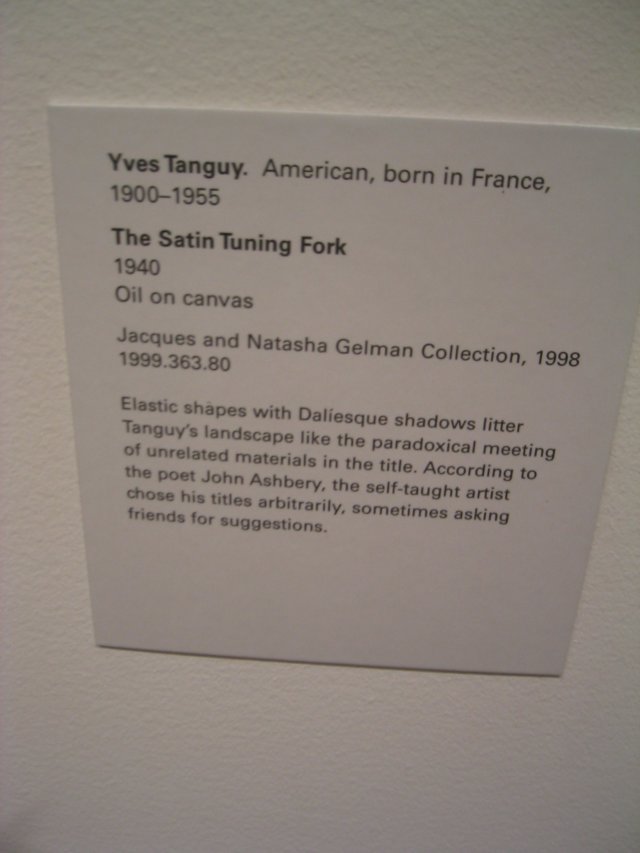 Yves Tanguy. American, born in France,
1900–1955
The Satin Tuning Fork
1940
Oil on canvas
Jacques and Natasha Gelman Collection, 1998
1999.363.80
Elastic shapes with Daliesque shadows litter
Tanguy's landscape like the paradoxical meeting
of unrelated materials in the title. According to
the poet John Ashbery, the self-taught artist
chose his titles arbitrarily, sometimes asking
friends for suggestions.